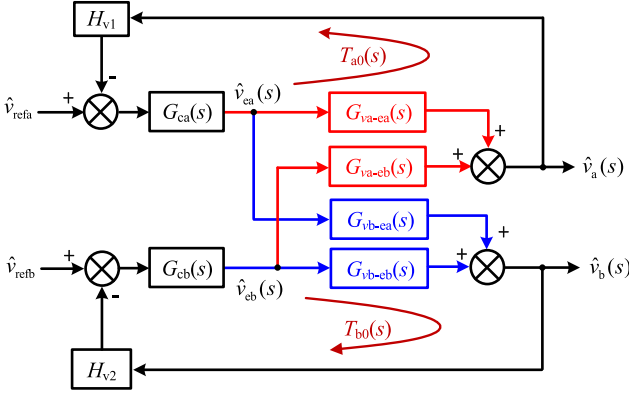 H_v1
-
T_a0(s)
v̂_refa
+
G_ca(s)
v̂_ea(s)
G_va-ea(s)
+
G_va-eb(s)
+
v̂_a(s)
G_vb-ea(s)
+
v̂_refb
+
G_cb(s)
G_vb-eb(s)
+
v̂_b(s)
-
v̂_eb(s)
T_b0(s)
H_v2